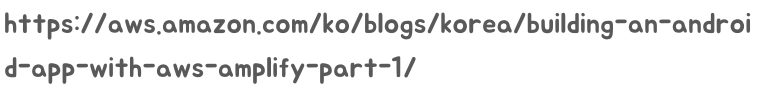 https://aws.amazon.com/ko/blogs/korea/building-an-androi
d-app-with-aws-amplify-part-1/